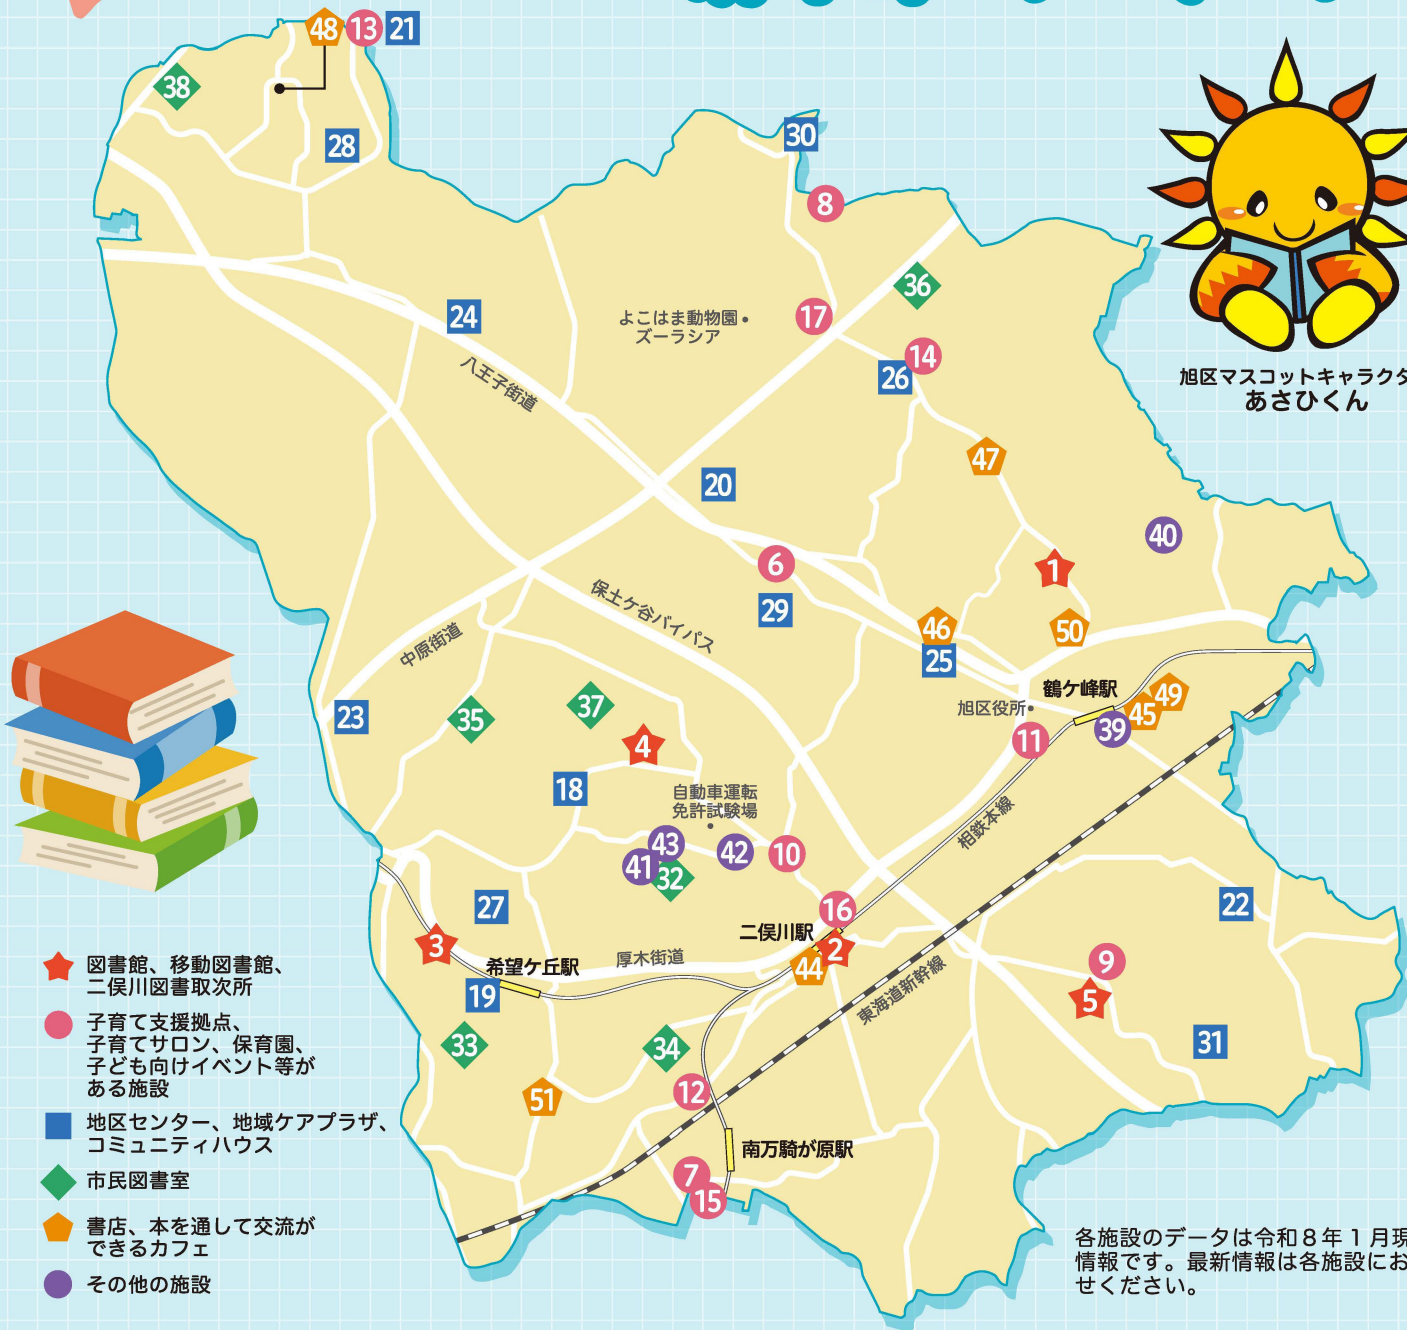 48
13
21
38
28
30
8
36
24
よこはま動物園
ズーラシア
17
14
26
八王子街道
旭区マスコットキャラクタ
あさひくん
47
20
40
6
1
保土ケ谷バイパス
29
46
50
中原街道
25
鶴ケ峰駅
49
45
旭区役所
39
11
23
35
37
4
18
自動車運転
免許試験場
相鉄本線
43
41
32
42
10
27
22
16
二俣川駅
2
44
3
希望ケ丘駅
厚木街道
19
東海道新幹線
9
5
33
34
31
12
51
南万騎が原駅
7
15
図書館、移動図書館、
二俣川図書取次所
子育て支援拠点、
子育てサロン、保育園、
子ども向けイベント等が
ある施設
地区センター、地域ケアプラザ、
コミュニティハウス
市民図書室
書店、本を通して交流が
できるカフェ
その他の施設
各施設のデータは令和8年1月現
情報です。最新情報は各施設にお
せください。